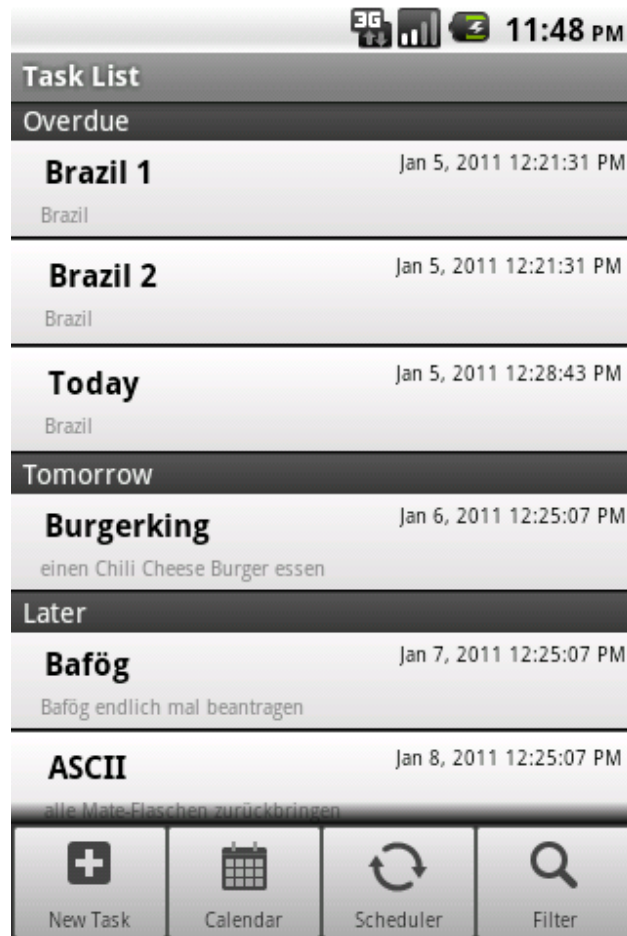 3G 11:48 PM
Task List
Overdue
Brazil 1 Jan 5, 2011 12:21:31 PM
Brazil
Brazil 2 Jan 5, 2011 12:21:31 PM
Brazil
Today Jan 5, 2011 12:28:43 PM
Brazil
Tomorrow
Burgerking Jan 6, 2011 12:25:07 PM
einen Chili Cheese Burger essen
Later
Bafög Jan 7, 2011 12:25:07 PM
Bafög endlich mal beantragen
ASCII Jan 8, 2011 12:25:07 PM
alle Mate-Flaschen zurückbringen
New Task Calendar Scheduler Filter